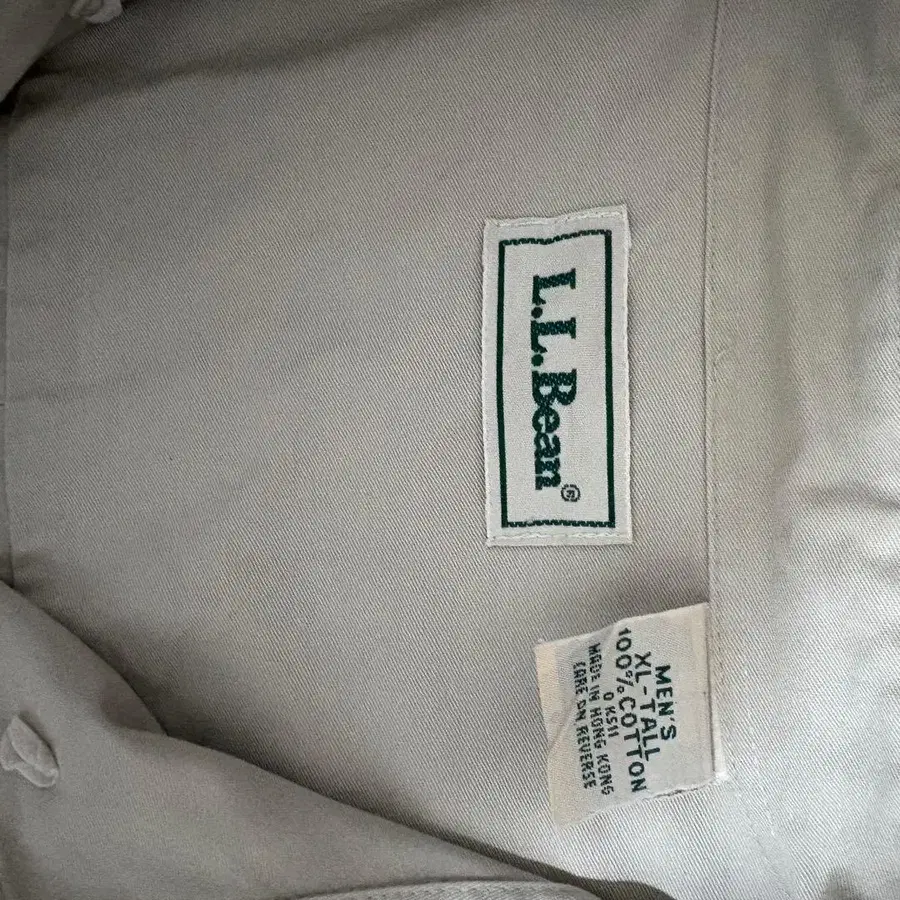 L.L.Bean®
MEN'S
XL-TALL
100% COTTON
0 KS11
MADE IN HONG KONG
CARE ON REVERSE